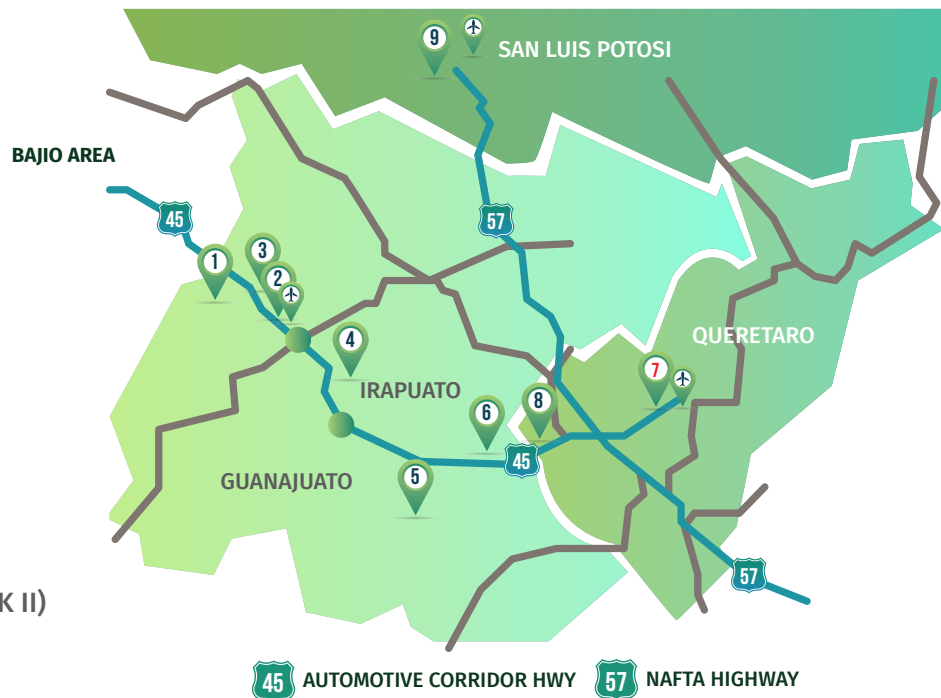 9
SAN LUIS POTOSI
BAJIO AREA
45
57
3
1
2
4
7
QUERETARO
IRAPUATO
6
8
45
5
GUANAJUATO
57
K II)
45 AUTOMOTIVE CORRIDOR HWY 57 NAFTA HIGHWAY